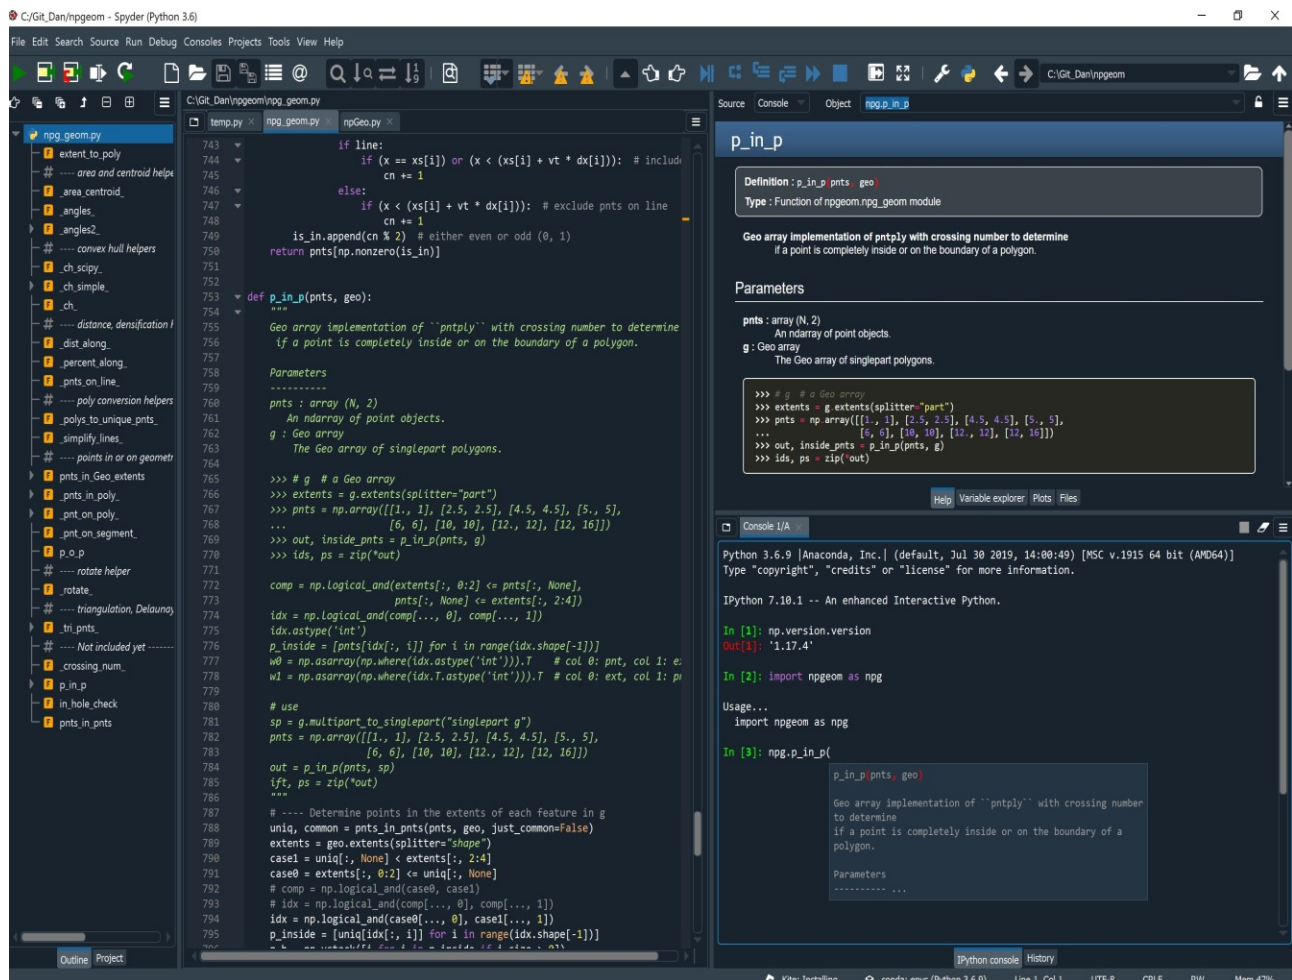 C:/Git_Dan/npgeom - Spyder (Python 3.6)
File Edit Search Source Run Debug Consoles Projects Tools View Help
C:\Git_Dan\npgeom
C:\Git_Dan\npgeom\npg_geom.py
temp.py
npg_geom.py
npGeo.py
npg_geom.py
extent_to_poly
# ---- area and centroid helpe
_area_centroid_
_angles_
_angles2_
# ---- convex hull helpers
_ch_scipy_
_ch_simple_
_ch_
# ---- distance, densification
_dist_along_
_percent_along_
_pnts_on_line_
# ---- poly conversion helpers
_polys_to_unique_pnts_
_simplify_lines_
# ---- points in or on geometr
pnts_in_Geo_extents
_pnts_in_poly_
_pnt_on_poly_
_pnt_on_segment_
p_o_p
# ---- rotate helper
_rotate_
# ---- triangulation, Delaunay
_tri_pnts_
# ---- Not included yet -------
_crossing_num_
p_in_p
in_hole_check
pnts_in_pnts
Outline Project
743 if line:
744 if (x == xs[i]) or (x < (xs[i] + vt * dx[i])): # include
745 cn += 1
746 else:
747 if (x < (xs[i] + vt * dx[i])): # exclude pnts on line
748 cn += 1
749 is_in.append(cn % 2) # either even or odd (0, 1)
750 return pnts[np.nonzero(is_in)]
751
752
753 def p_in_p(pnts, geo):
754 """
755 Geo array implementation of ``pntply`` with crossing number to determine
756 if a point is completely inside or on the boundary of a polygon.
757
758 Parameters
759 ----------
760 pnts : array (N, 2)
761 An ndarray of point objects.
762 g : Geo array
763 The Geo array of singlepart polygons.
764
765 >>> # g # a Geo array
766 >>> extents = g.extents(splitter="part")
767 >>> pnts = np.array([[1., 1], [2.5, 2.5], [4.5, 4.5], [5., 5],
768 ... [6, 6], [10, 10], [12., 12], [12, 16]])
769 >>> out, inside_pnts = p_in_p(pnts, g)
770 >>> ids, ps = zip(*out)
771
772 comp = np.logical_and(extents[:, 0:2] <= pnts[:, None],
773 pnts[:, None] <= extents[:, 2:4])
774 idx = np.logical_and(comp[..., 0], comp[..., 1])
775 idx.astype('int')
776 p_inside = [pnts[idx[:, i]] for i in range(idx.shape[-1])]
777 w0 = np.asarray(np.where(idx.astype('int'))).T # col 0: pnt, col 1: e
778 w1 = np.asarray(np.where(idx.T.astype('int'))).T # col 0: ext, col 1: p
779
780 # use
781 sp = g.multipart_to_singlepart("singlepart g")
782 pnts = np.array([[1., 1], [2.5, 2.5], [4.5, 4.5], [5., 5],
783 [6, 6], [10, 10], [12., 12], [12, 16]])
784 out = p_in_p(pnts, sp)
785 ift, ps = zip(*out)
786 """
787 # ---- Determine points in the extents of each feature in g
788 uniq, common = pnts_in_pnts(pnts, geo, just_common=False)
789 extents = geo.extents(splitter="shape")
790 case1 = uniq[:, None] < extents[:, 2:4]
791 case0 = extents[:, 0:2] <= uniq[:, None]
792 # comp = np.logical_and(case0, case1)
793 # idx = np.logical_and(comp[..., 0], comp[..., 1])
794 idx = np.logical_and(case0[..., 0], case1[..., 1])
795 p_inside = [uniq[idx[:, i]] for i in range(idx.shape[-1])]
Source Console Object npg.p_in_p
p_in_p
Definition : p_in_p(pnts, geo)
Type : Function of npgeom.npg_geom module
Geo array implementation of pntply with crossing number to determine
if a point is completely inside or on the boundary of a polygon.
Parameters
pnts : array (N, 2)
An ndarray of point objects.
g : Geo array
The Geo array of singlepart polygons.
>>> # g # a Geo array
>>> extents = g.extents(splitter="part")
>>> pnts = np.array([[1., 1], [2.5, 2.5], [4.5, 4.5], [5., 5],
... [6, 6], [10, 10], [12., 12], [12, 16]])
>>> out, inside_pnts = p_in_p(pnts, g)
>>> ids, ps = zip(*out)
Help Variable explorer Plots Files
Console 1/A
Python 3.6.9 |Anaconda, Inc.| (default, Jul 30 2019, 14:00:49) [MSC v.1915 64 bit (AMD64)]
Type "copyright", "credits" or "license" for more information.
IPython 7.10.1 -- An enhanced Interactive Python.
In [1]: np.version.version
Out[1]: '1.17.4'
In [2]: import npgeom as npg
Usage...
import npgeom as npg
In [3]: npg.p_in_p(
p_in_p(pnts, geo)
Geo array implementation of ``pntply`` with crossing number
to determine
if a point is completely inside or on the boundary of a
polygon.
Parameters
---------- ...
IPython console History